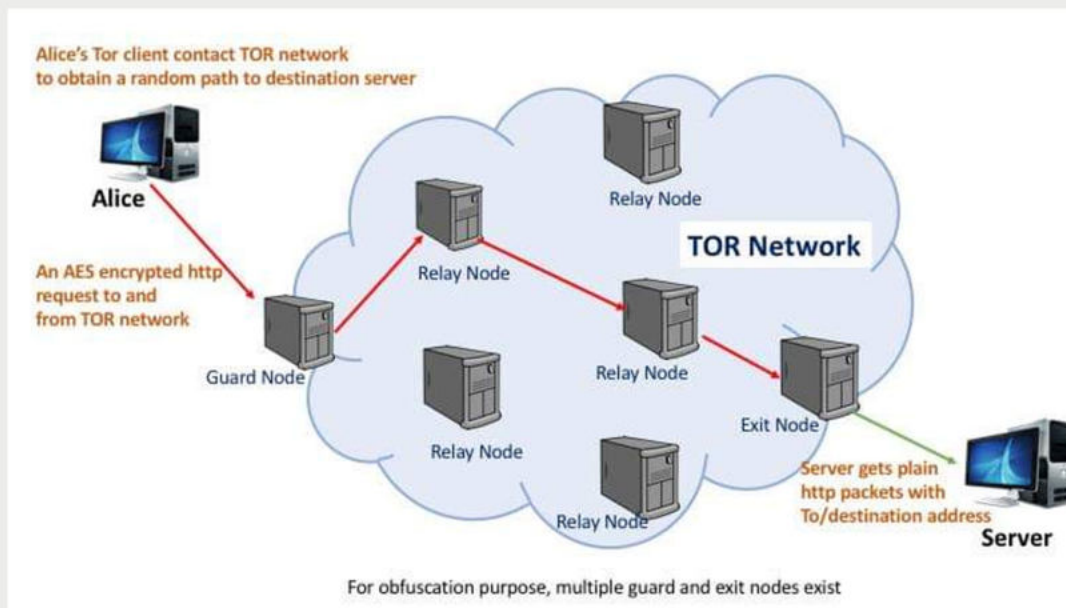 Alice's Tor client contact TOR network
to obtain a random path to destination server
Alice
Relay Node
TOR Network
Relay Node
An AES encrypted http
request to and
from TOR network
Guard Node
Relay Node
Relay Node
Exit Node
Relay Node
Server gets plain
http packets with
To/destination address
Server
For obfuscation purpose, multiple guard and exit nodes exist